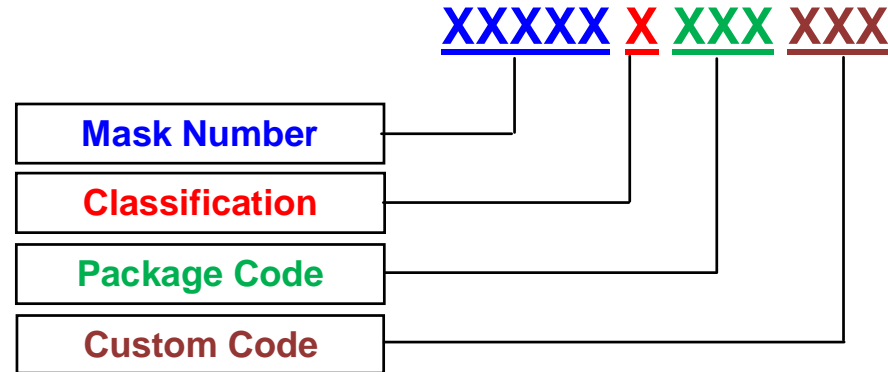 XXXXX X XXX XXX
Mask Number
Classification
Package Code
Custom Code